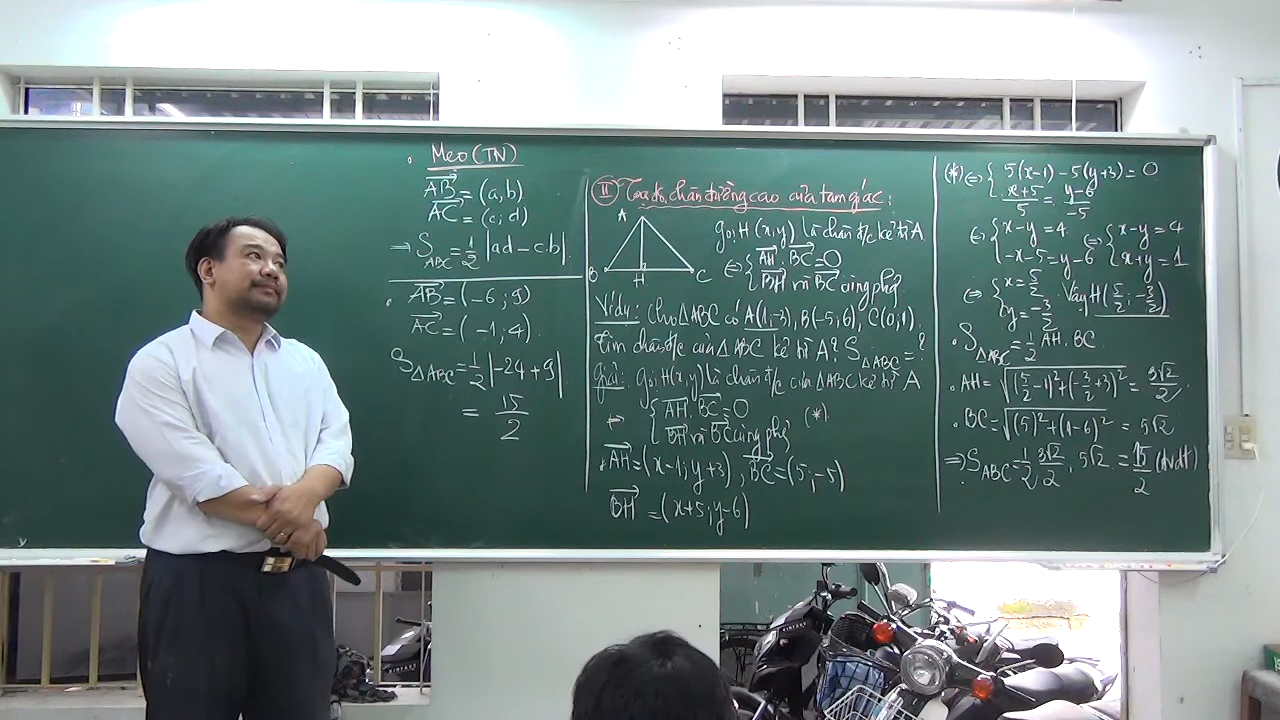 . Mẹo (TN)
AB = (a, b)
AC = (c; d)
=> S ABC = 1/2 |ad - c.b|.
. AB = (-6; 9)
AC = (-1; 4).
S ΔABC = 1/2 |-24 + 9|
= 15/2
II Tọa độ chân đường cao của tam giác:
A
B H C
gọi H(x, y) là chân đ/c kẻ từ A.
<=> { AH . BC = 0
BH và BC cùng phg
Ví dụ: Cho ΔABC có A(1; -3), B(-5; 6), C(0; 1).
Tìm chân đ/c của ΔABC kẻ từ A? S ΔABC = ?
Giải: Gọi H(x, y) là chân đ/c của ΔABC kẻ từ A
{ AH . BC = 0
BH và BC cùng phg (*)
AH = (x-1; y+3), BC = (5; -5)
BH = (x+5; y-6)
(*) <=> { 5(x-1) - 5(y+3) = 0
(x+5)/5 = (y-6)/-5
<=> { x - y = 4 <=> { x - y = 4
-x - 5 = y - 6 x + y = 1
<=> { x = 5/2 . Vậy H(5/2; -3/2)
y = -3/2
. S ΔABC = 1/2 AH . BC
. AH = √((5/2 - 1)² + (-3/2 + 3)²) = 3√2/2.
. BC = √((5)² + (1-6)²) = 5√2
=> S ABC = 1/2 . 3√2/2 . 5√2 = 15/2 (đvdt)